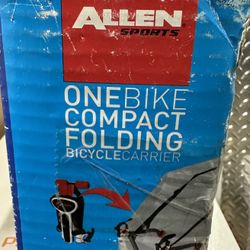 ALLEN
SPORTS
ONEBIKE
COMPACT
FOLDING
BICYCLECARRIER